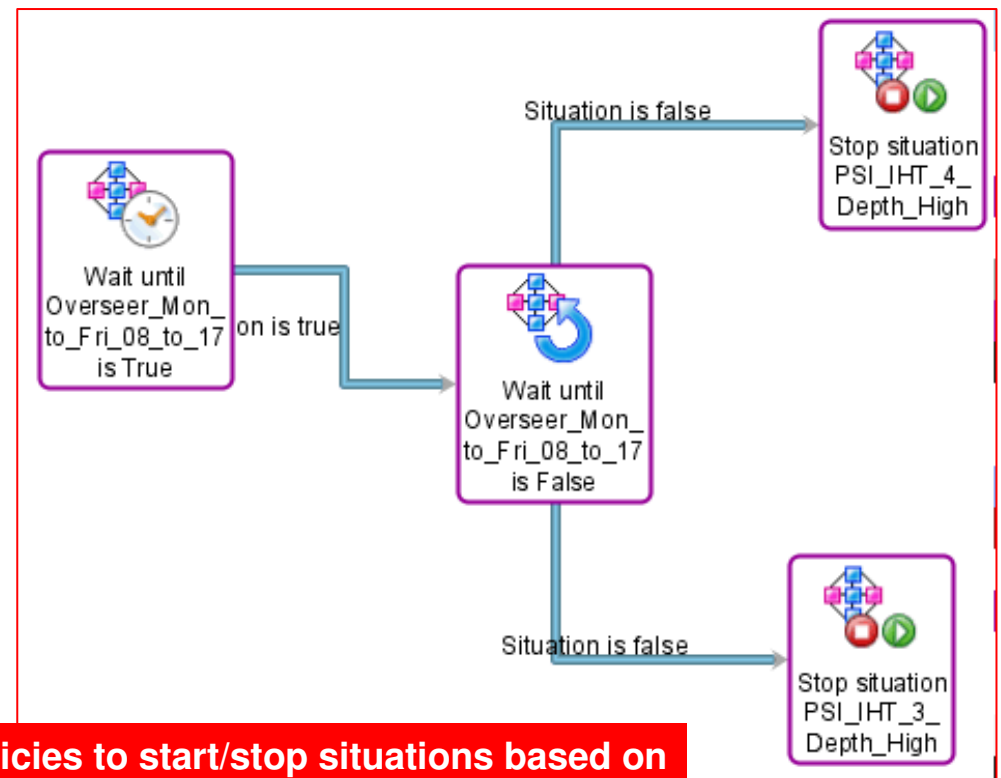 Wait until
Overseer_Mon_
to_Fri_08_to_17
is True
on is true
Wait until
Overseer_Mon_
to_Fri_08_to_17
is False
Situation is false
Stop situation
PSI_IHT_4_
Depth_High
Situation is false
Stop situation
PSI_IHT_3_
Depth_High
icies to start/stop situations based on